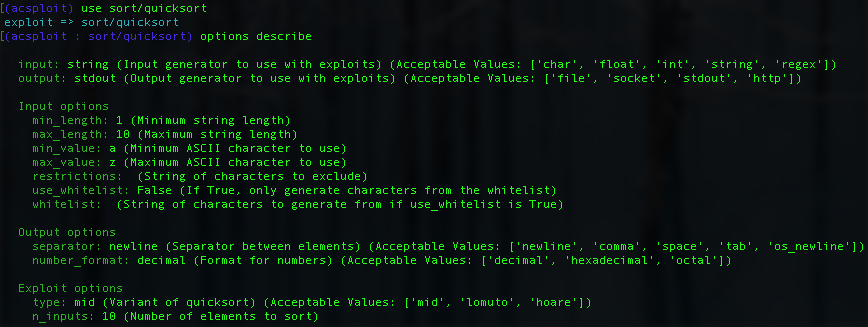 [(acsploit) use sort/quicksort
exploit => sort/quicksort
[(acsploit : sort/quicksort) options describe
input: string (Input generator to use with exploits) (Acceptable Values: ['char', 'float', 'int', 'string', 'regex'])
output: stdout (Output generator to use with exploits) (Acceptable Values: ['file', 'socket', 'stdout', 'http'])
Input options
min_length: 1 (Minimum string length)
max_length: 10 (Maximum string length)
min_value: a (Minimum ASCII character to use)
max_value: z (Maximum ASCII character to use)
restrictions:  (String of characters to exclude)
use_whitelist: False (If True, only generate characters from the whitelist)
whitelist:  (String of characters to generate from if use_whitelist is True)
Output options
separator: newline (Separator between elements) (Acceptable Values: ['newline', 'comma', 'space', 'tab', 'os_newline'])
number_format: decimal (Format for numbers) (Acceptable Values: ['decimal', 'hexadecimal', 'octal'])
Exploit options
type: mid (Variant of quicksort) (Acceptable Values: ['mid', 'lomuto', 'hoare'])
n_inputs: 10 (Number of elements to sort)